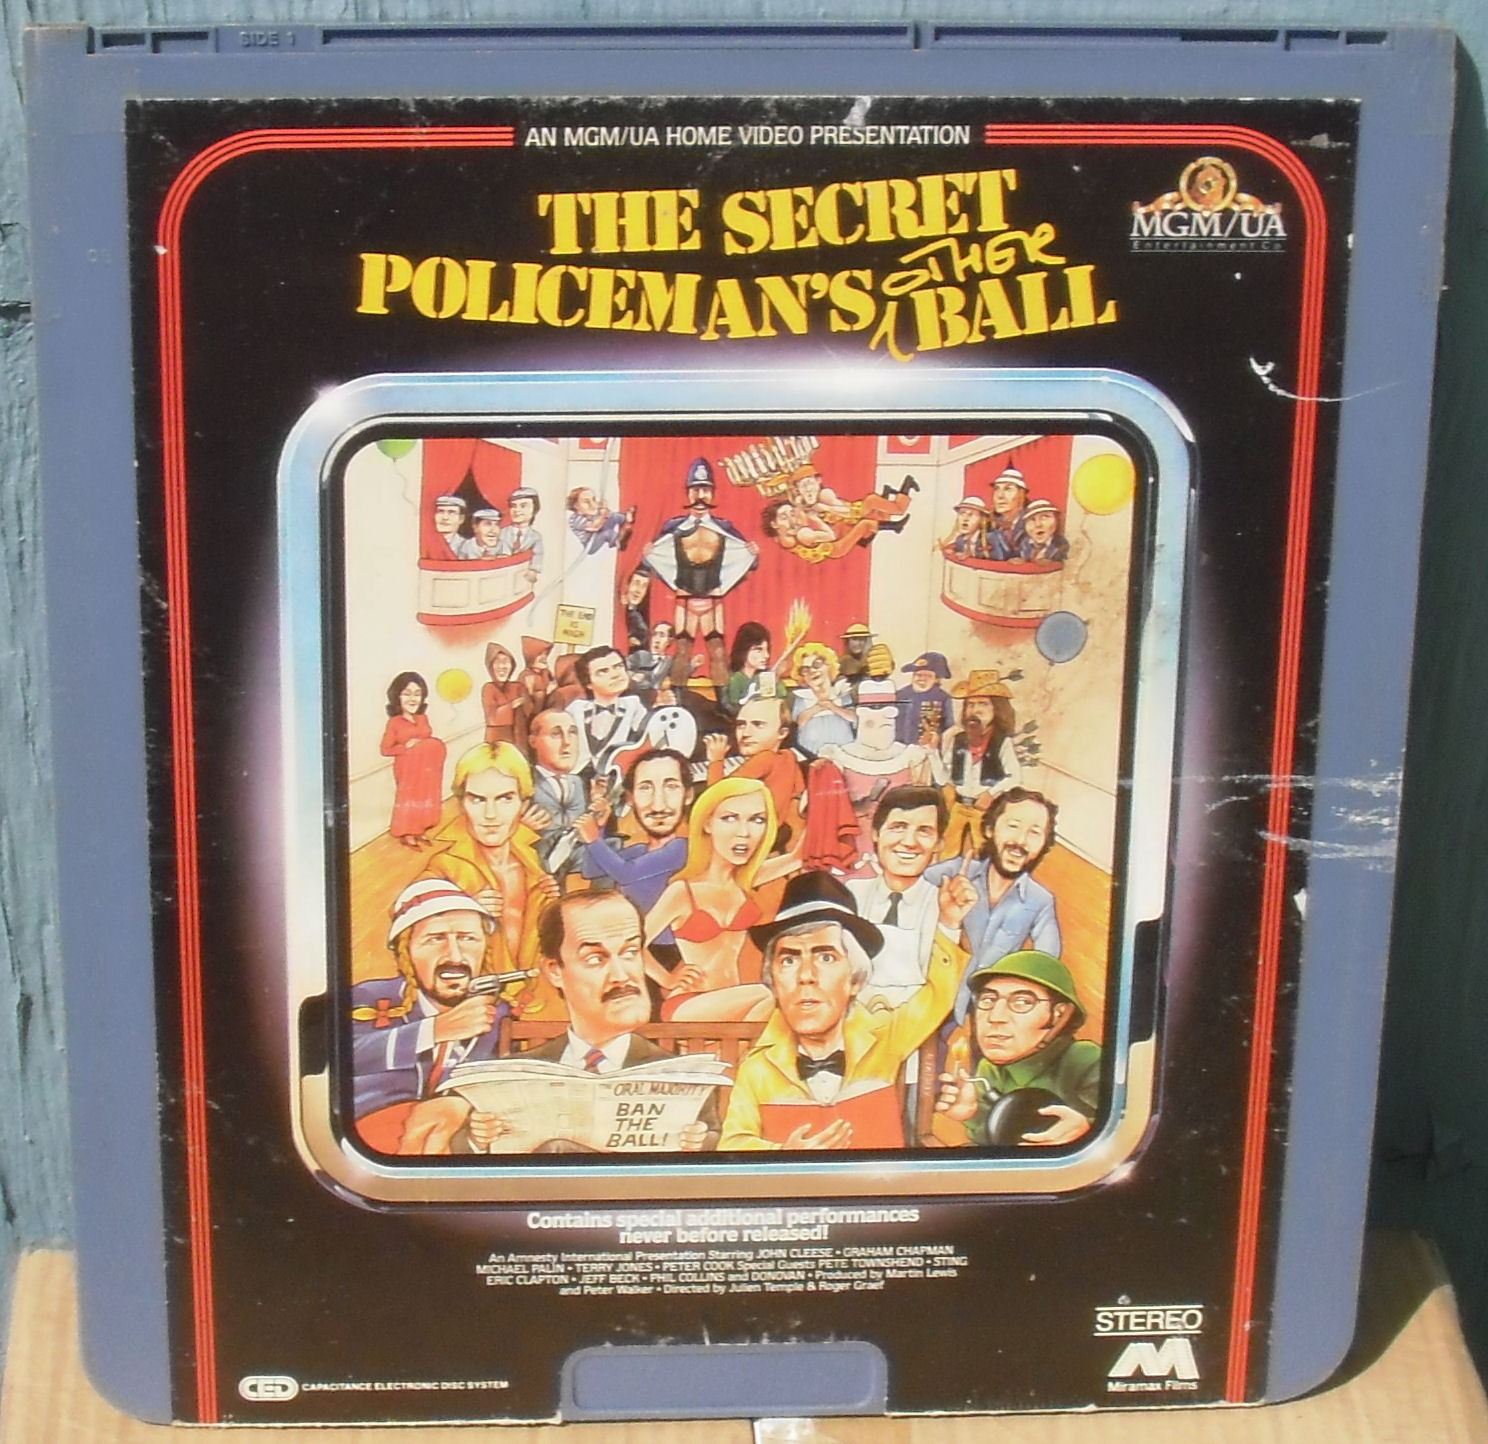 SIDE 1
AN MGM/UA HOME VIDEO PRESENTATION
THE SECRET
POLICEMAN'S OTHER BALL
MGM/UA
Entertainment Co.
THE END
IS
NIGH
ORAL MAJORITY
BAN
THE
BALL!
Contains special additional performances
never before released!
An Amnesty International Presentation Starring JOHN CLEESE • GRAHAM CHAPMAN
MICHAEL PALIN • TERRY JONES • PETER COOK Special Guests PETE TOWNSHEND • STING
ERIC CLAPTON • JEFF BECK • PHIL COLLINS and DONOVAN • Produced by Martin Lewis
and Peter Walker • Directed by Julien Temple & Roger Graef
STEREO
Miramax Films
CED CAPACITANCE ELECTRONIC DISC SYSTEM